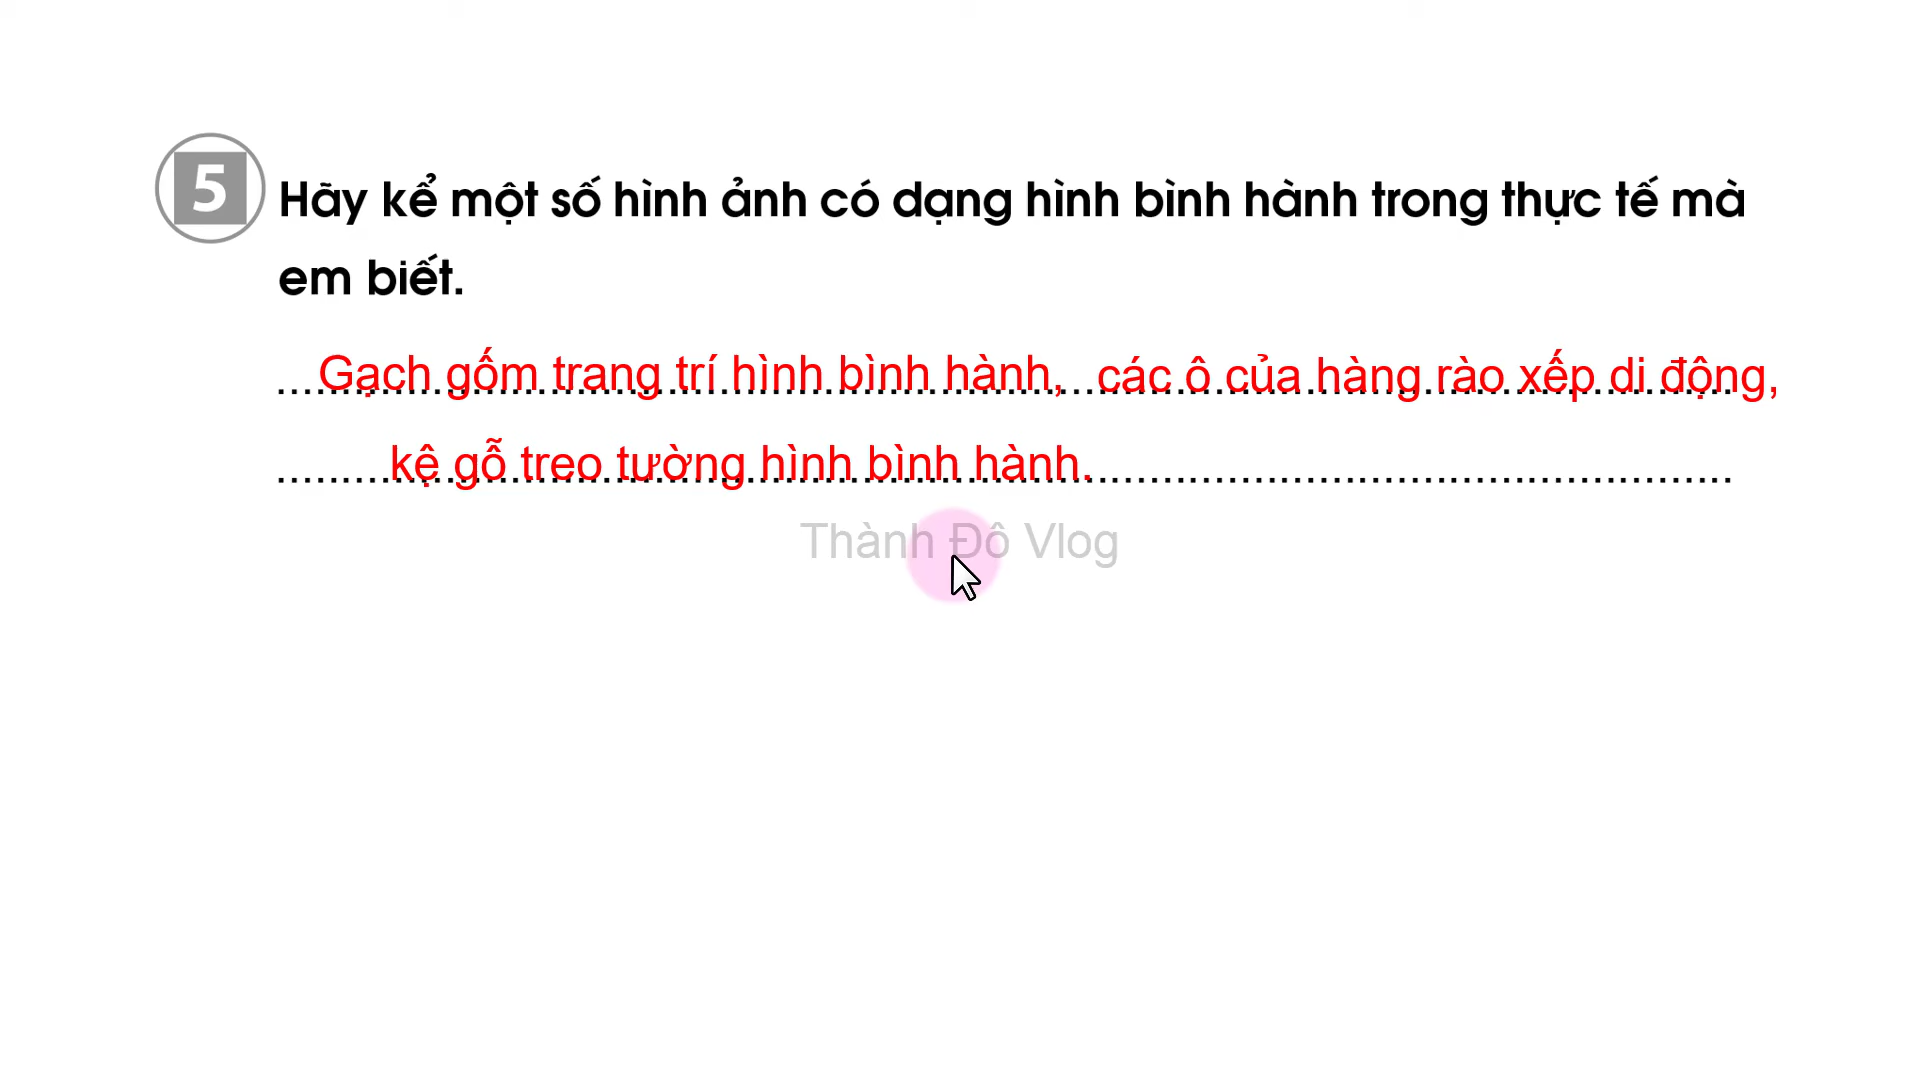 5 Hãy kể một số hình ảnh có dạng hình bình hành trong thực tế mà
em biết.
Gạch gốm trang trí hình bình hành, các ô của hàng rào xếp di động,
kệ gỗ treo tường hình bình hành.
Thành Đô Vlog